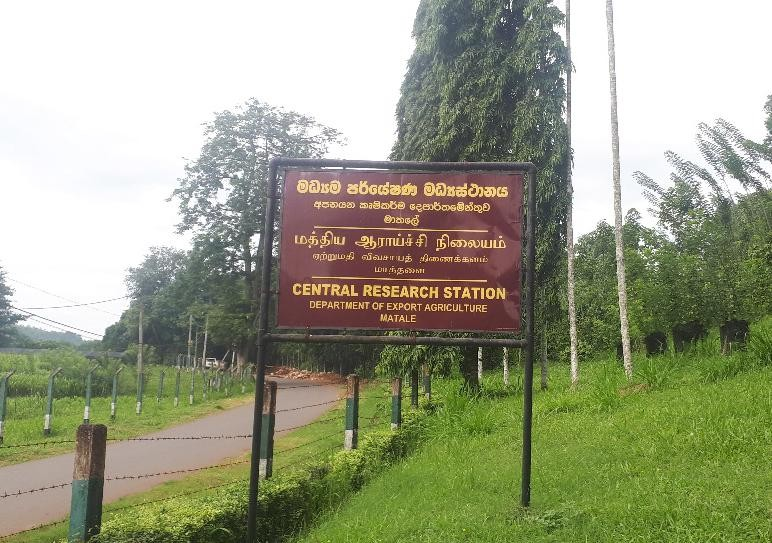 මධ්‍යම පර්යේෂණ මධ්‍යස්ථානය
අපනයන කෘෂිකර්ම දෙපාර්තමේන්තුව
මාතලේ
மத்திய ஆராய்ச்சி நிலையம்
ஏற்றுமதி விவசாயத் திணைக்களம்
மாத்தளை
CENTRAL RESEARCH STATION
DEPARTMENT OF EXPORT AGRICULTURE
MATALE